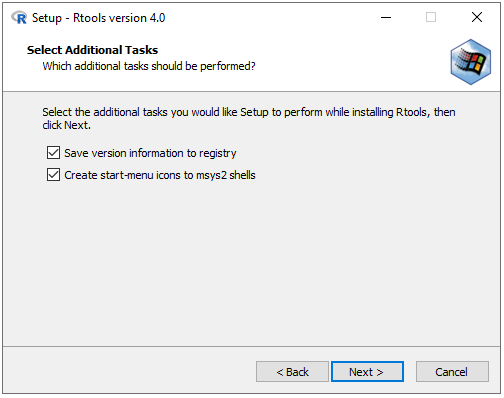 Setup - Rtools version 4.0
Select Additional Tasks
Which additional tasks should be performed?
Select the additional tasks you would like Setup to perform while installing Rtools, then
click Next.
Save version information to registry
Create start-menu icons to msys2 shells
< Back
Next >
Cancel